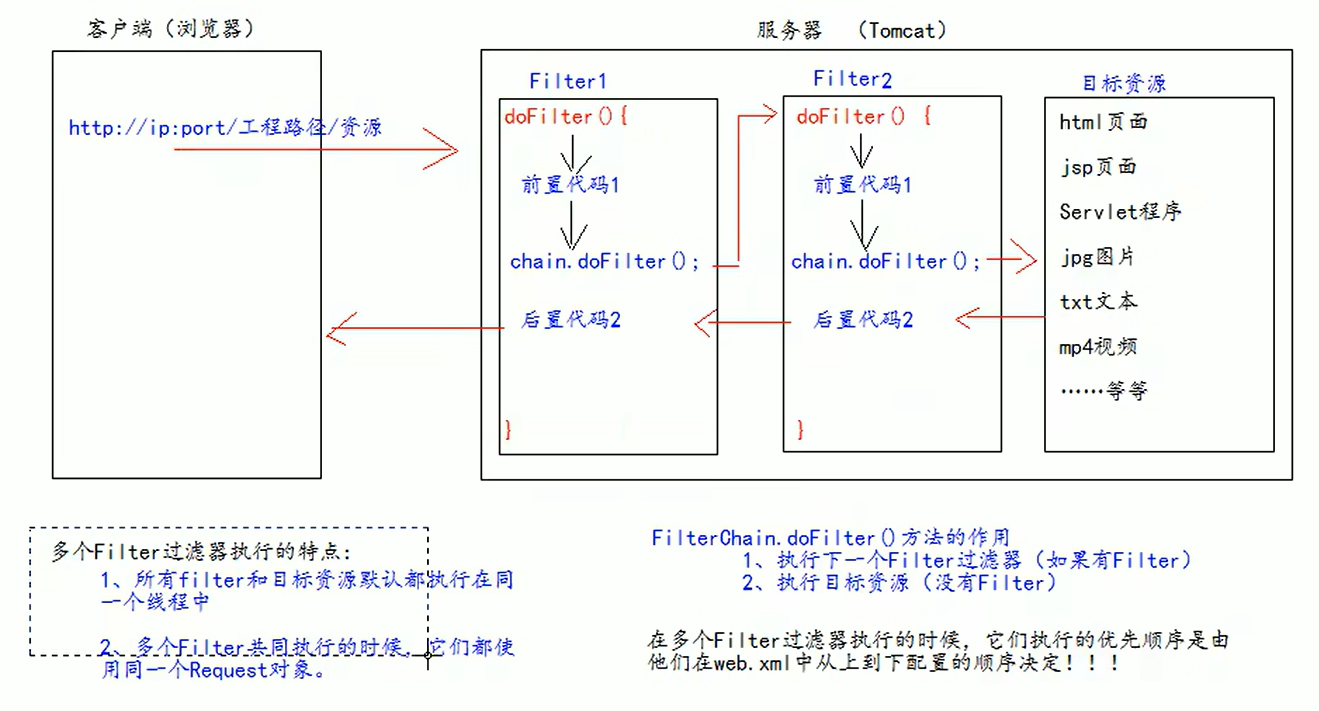 客户端（浏览器）
服务器 （Tomcat）
http://ip:port/工程路径/资源
Filter1
doFilter(){
前置代码1
chain.doFilter();
后置代码2
}
Filter2
doFilter() {
前置代码1
chain.doFilter();
后置代码2
}
目标资源
html页面
jsp页面
Servlet程序
jpg图片
txt文本
mp4视频
……等等
多个Filter过滤器执行的特点:
1、所有filter和目标资源默认都执行在同
一个线程中
2、多个Filter共同执行的时候，它们都使
用同一个Request对象。
FilterChain.doFilter()方法的作用
1、执行下一个Filter过滤器（如果有Filter）
2、执行目标资源（没有Filter）
在多个Filter过滤器执行的时候，它们执行的优先顺序是由
他们在web.xml中从上到下配置的顺序决定！！！